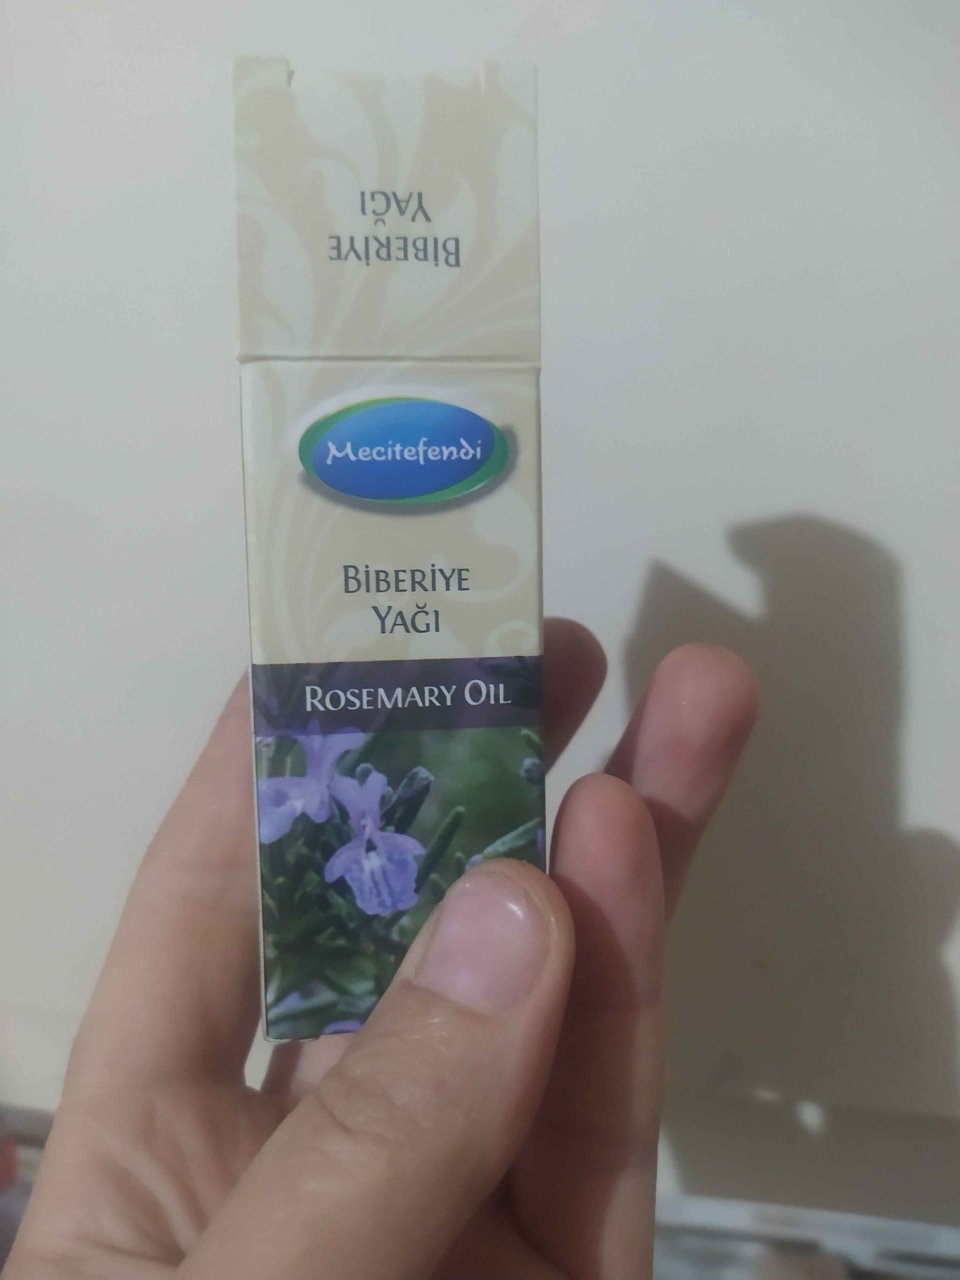 BİBERİYE
YAĞI
Mecitefendi
BİBERİYE
YAĞI
ROSEMARY OIL